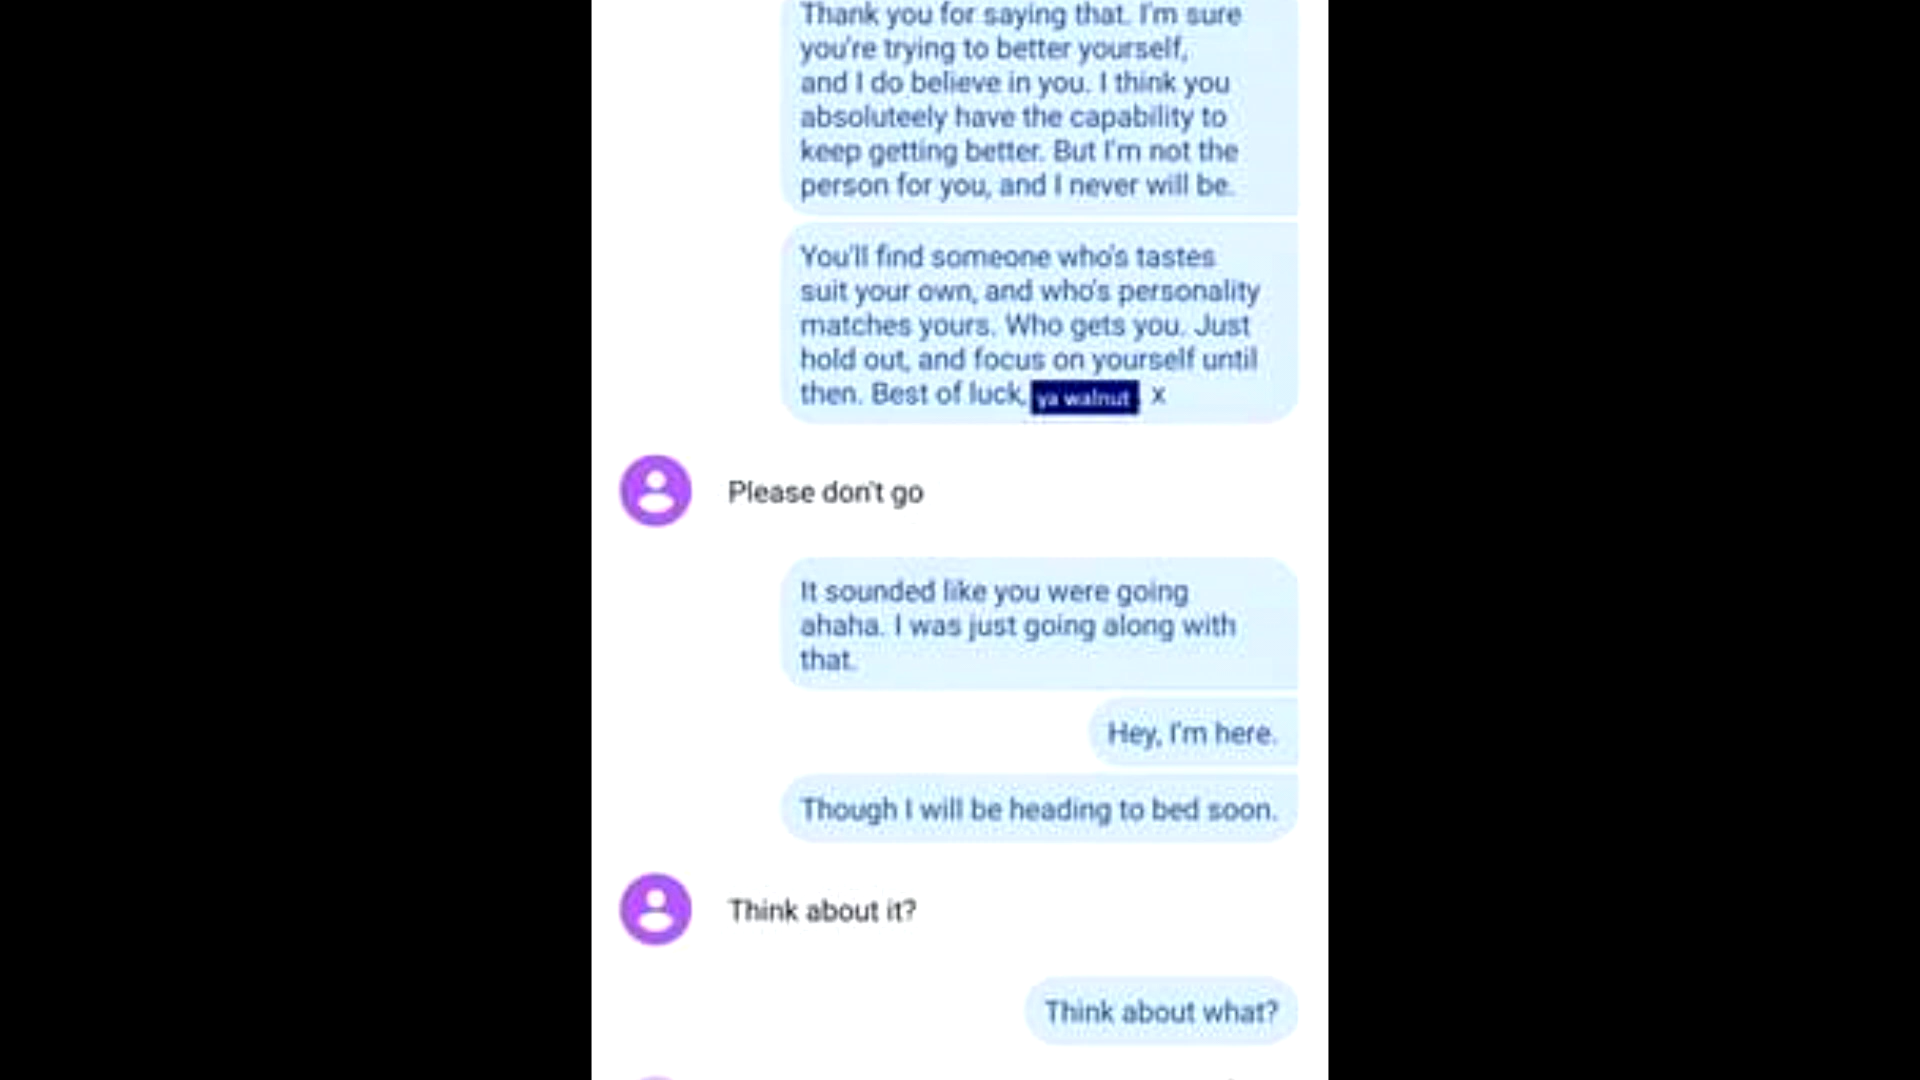 Thank you for saying that. I'm sure
you're trying to better yourself,
and I do believe in you. I think you
absoluteely have the capability to
keep getting better. But I'm not the
person for you, and I never will be.
You'll find someone who's tastes
suit your own, and who's personality
matches yours. Who gets you. Just
hold out, and focus on yourself until
then. Best of luck, ya walnut x
Please don't go
It sounded like you were going
ahaha. I was just going along with
that.
Hey, I'm here.
Though I will be heading to bed soon.
Think about it?
Think about what?